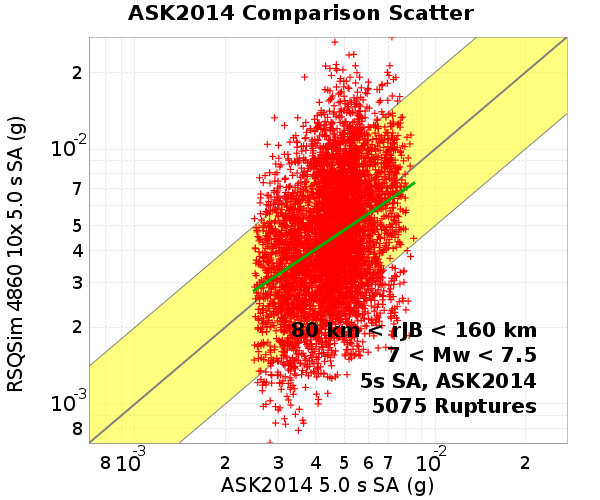 ASK2014 Comparison Scatter
RSQSim 4860 10x 5.0 s SA (g)
2
10-2
7
5
4
3
2
10-3
8
80 km < rJB < 160 km
7 < Mw < 7.5
5s SA, ASK2014
5075 Ruptures
8 10-3 2 3 4 5 6 7 10-2 2
ASK2014 5.0 s SA (g)